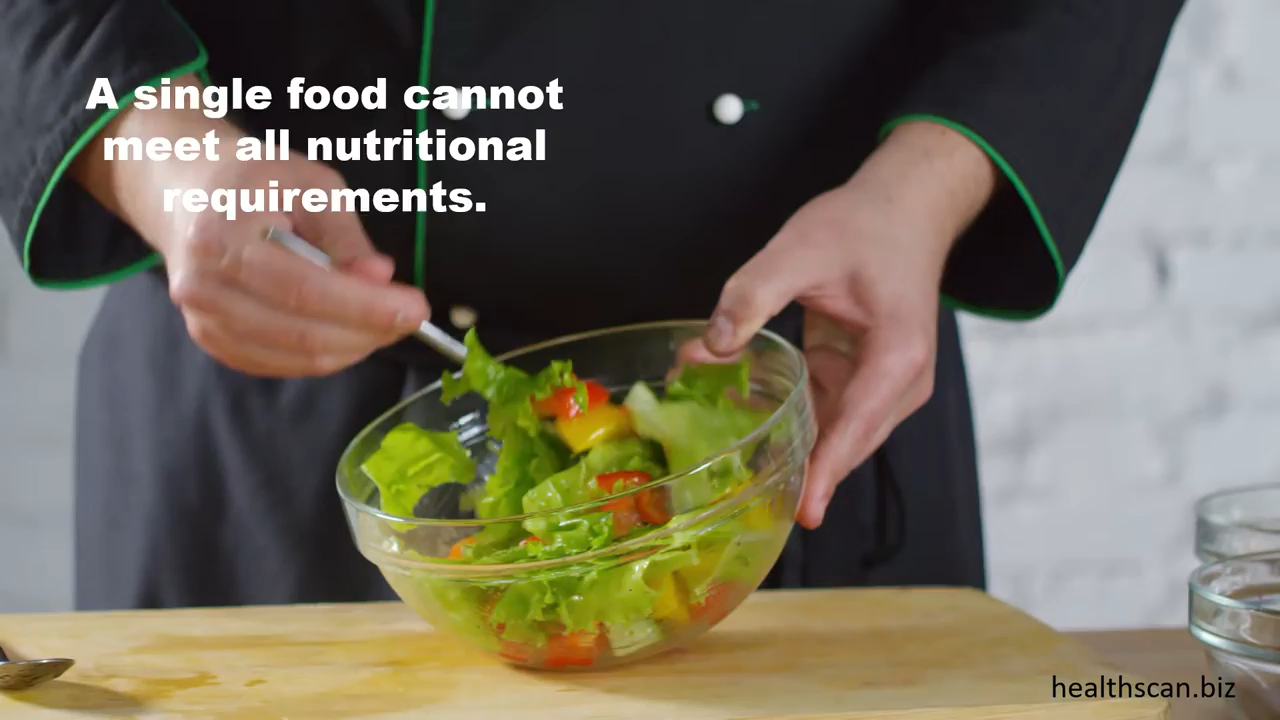 A single food cannot
meet all nutritional
requirements.
healthscan.biz